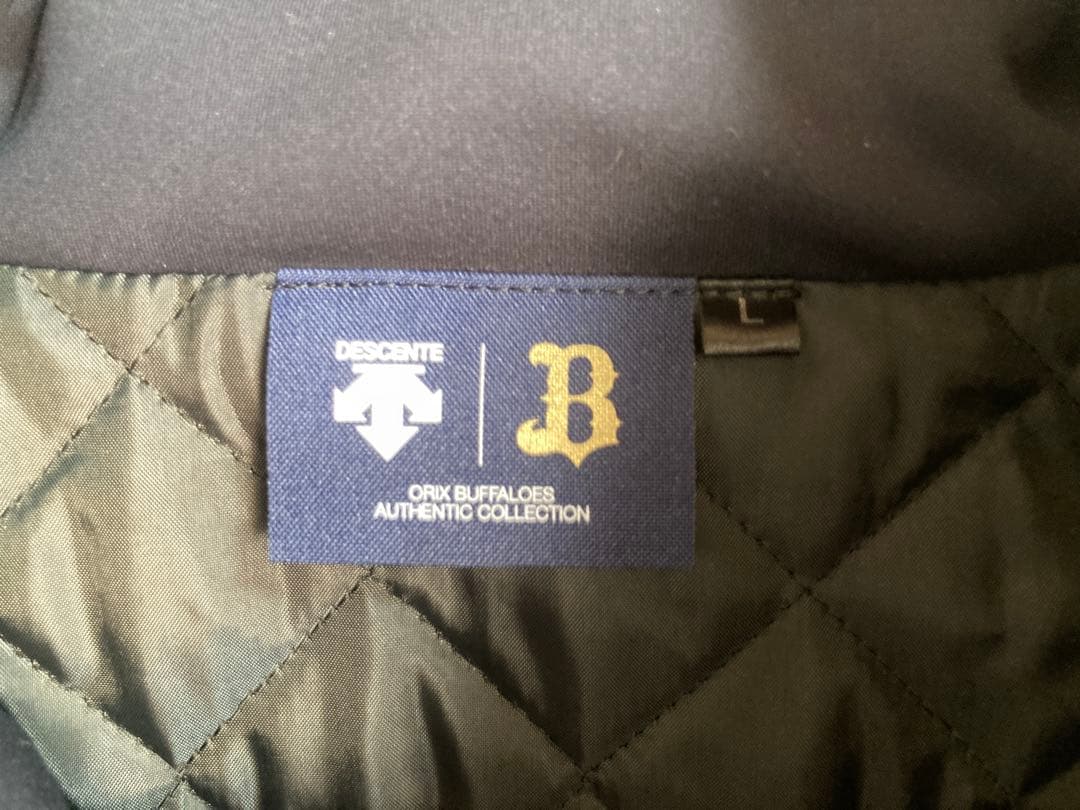 DESCENTE
B
ORIX BUFFALOES
AUTHENTIC COLLECTION
L